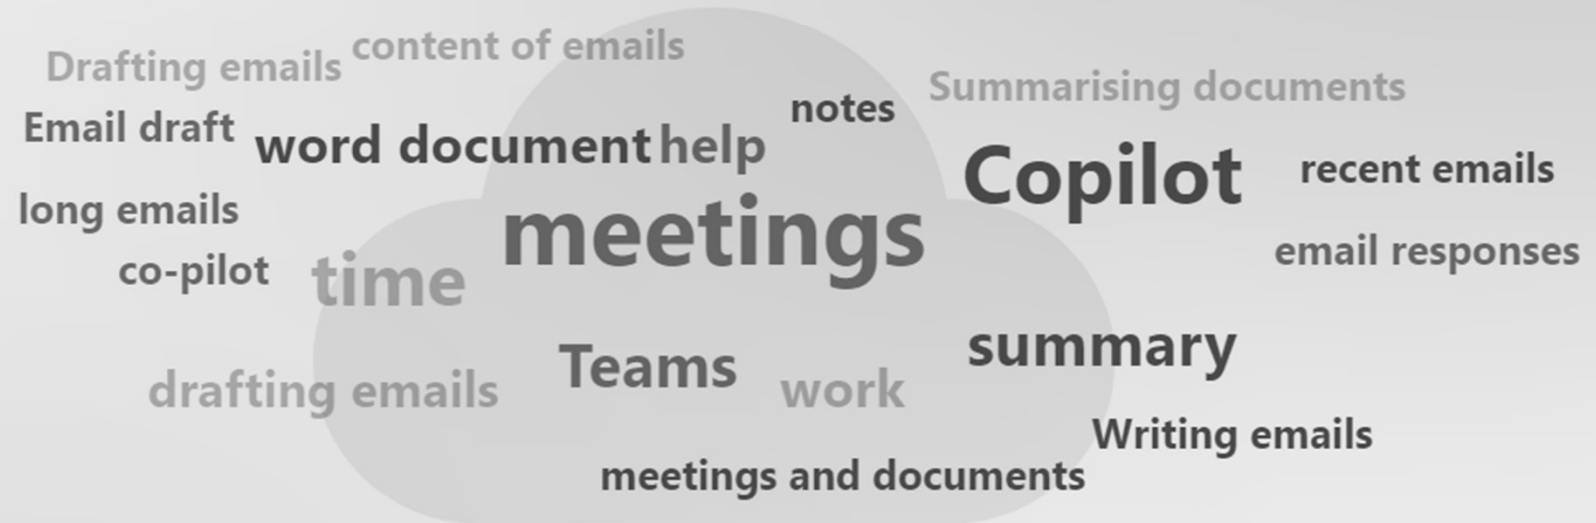 Drafting emails
content of emails
Summarising documents
Email draft
word document
help
notes
Copilot
recent emails
long emails
meetings
email responses
co-pilot
time
Teams
summary
drafting emails
work
Writing emails
meetings and documents